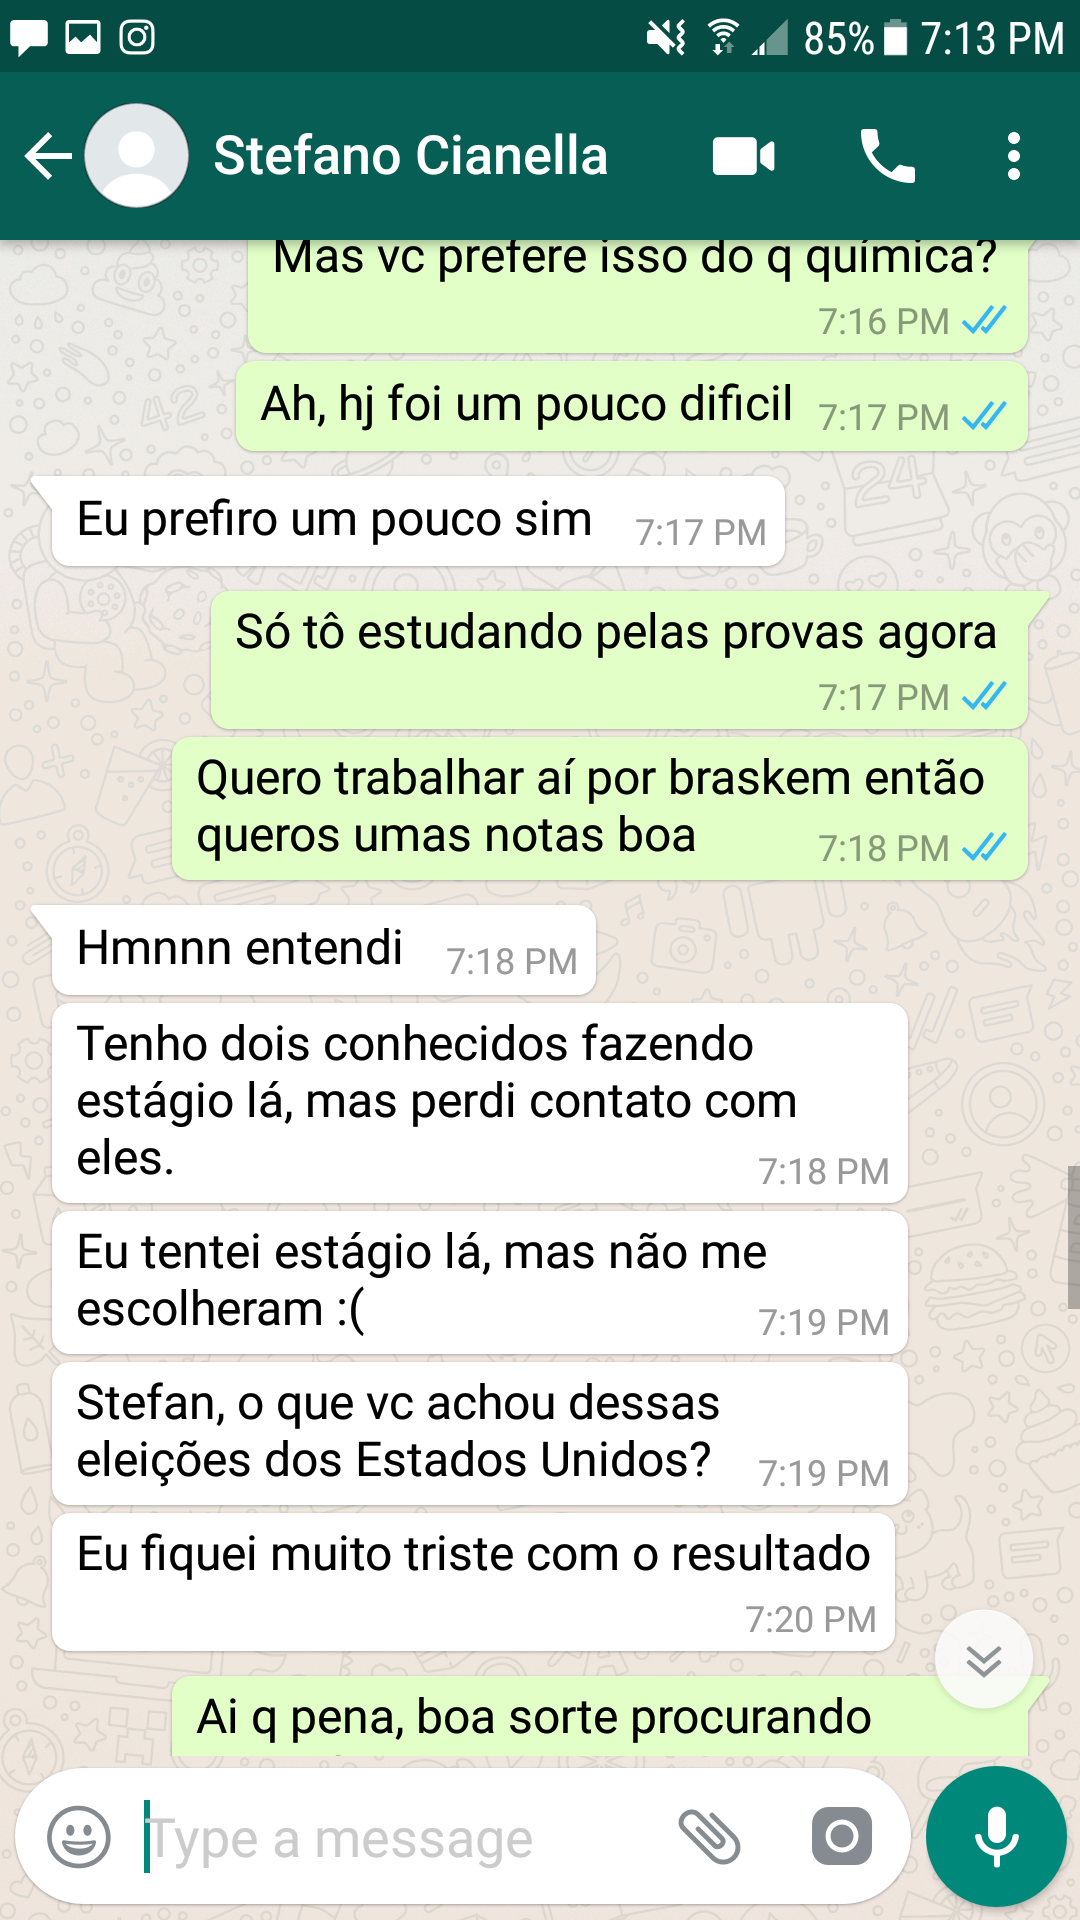 85% 7:13 PM
Stefano Cianella
Mas vc prefere isso do q química?
7:16 PM
Ah, hj foi um pouco dificil 7:17 PM
Eu prefiro um pouco sim 7:17 PM
Só tô estudando pelas provas agora
7:17 PM
Quero trabalhar aí por braskem então
queros umas notas boa 7:18 PM
Hmnnn entendi 7:18 PM
Tenho dois conhecidos fazendo
estágio lá, mas perdi contato com
eles. 7:18 PM
Eu tentei estágio lá, mas não me
escolheram :( 7:19 PM
Stefan, o que vc achou dessas
eleições dos Estados Unidos? 7:19 PM
Eu fiquei muito triste com o resultado
7:20 PM
Ai q pena, boa sorte procurando
Type a message